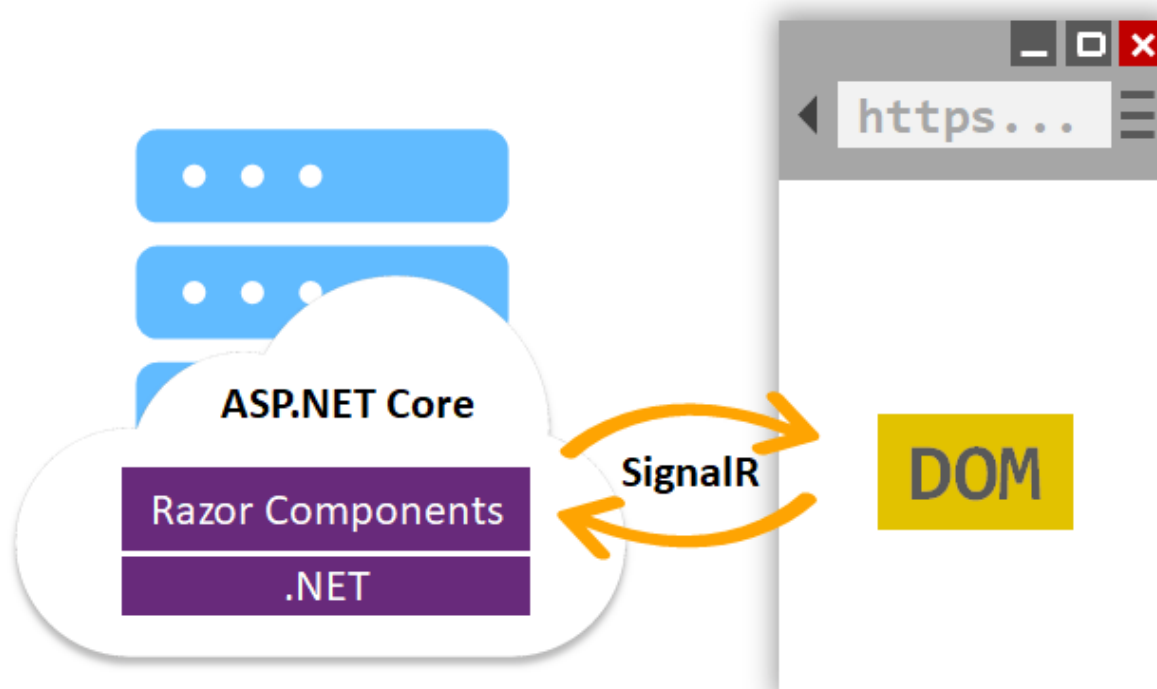 https...
ASP.NET Core
SignalR
Razor Components
.NET
DOM